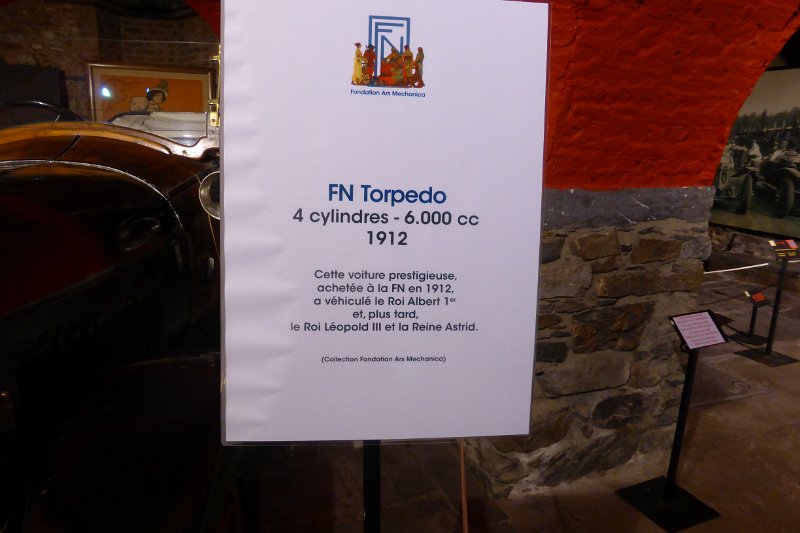 FN
Fondation Ars Mechanica
FN Torpedo
4 cylindres - 6.000 cc
1912
Cette voiture prestigieuse,
achetée à la FN en 1912,
a véhiculé le Roi Albert 1er
et, plus tard,
le Roi Léopold III et la Reine Astrid.
(Collection Fondation Ars Mechanica)